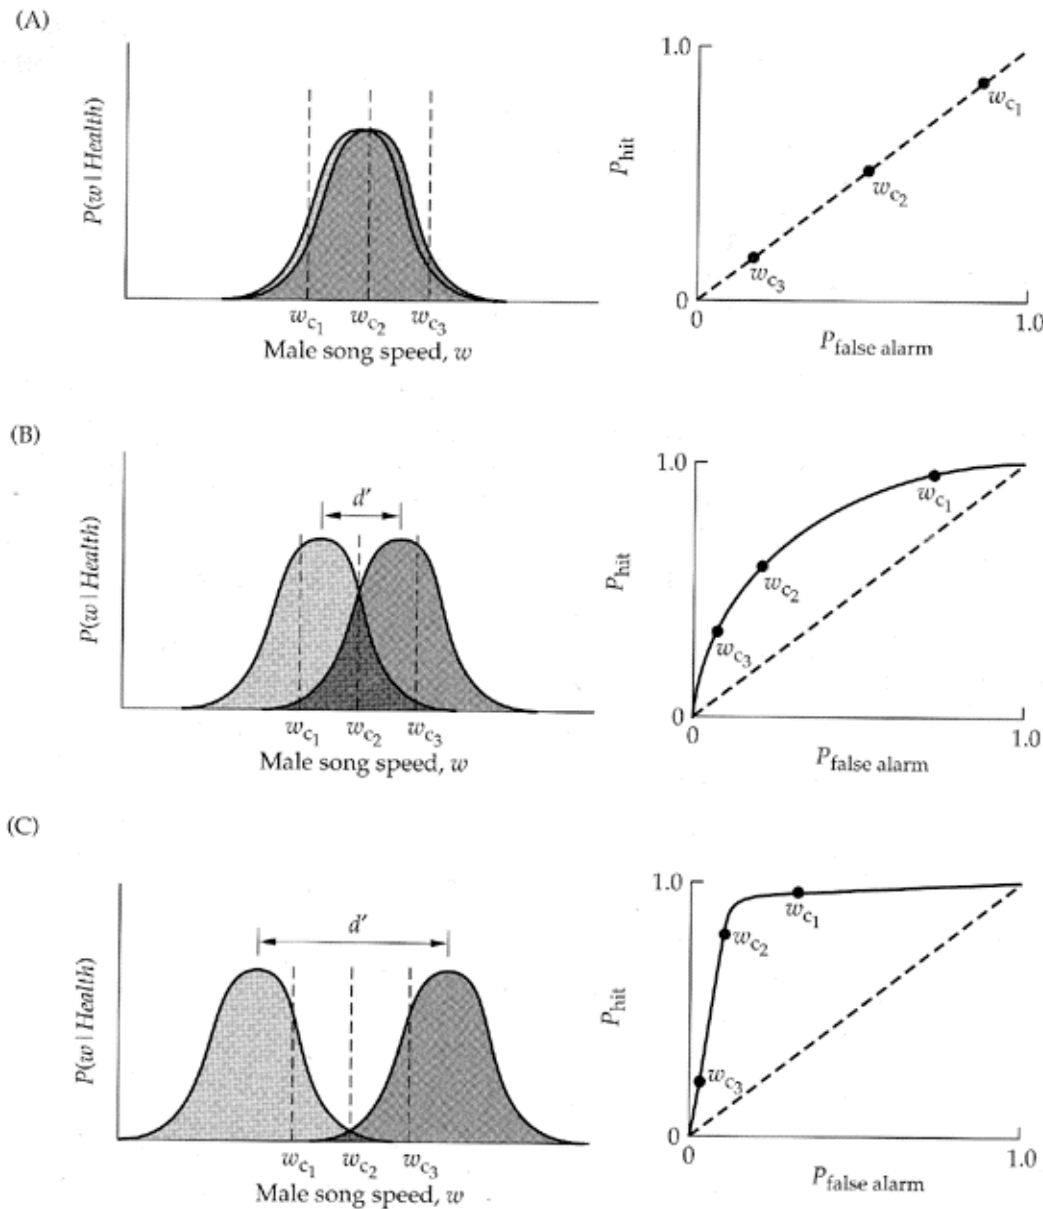 (A)
P(w | Health)
w_c1 w_c2 w_c3
Male song speed, w
1.0
P_hit
w_c1
w_c2
w_c3
0
0 1.0
P_false alarm
(B)
d'
P(w | Health)
w_c1 w_c2 w_c3
Male song speed, w
1.0
P_hit
w_c1
w_c2
w_c3
0
0 1.0
P_false alarm
(C)
d'
P(w | Health)
w_c1 w_c2 w_c3
Male song speed, w
1.0
P_hit
w_c1
w_c2
w_c3
0
0 1.0
P_false alarm